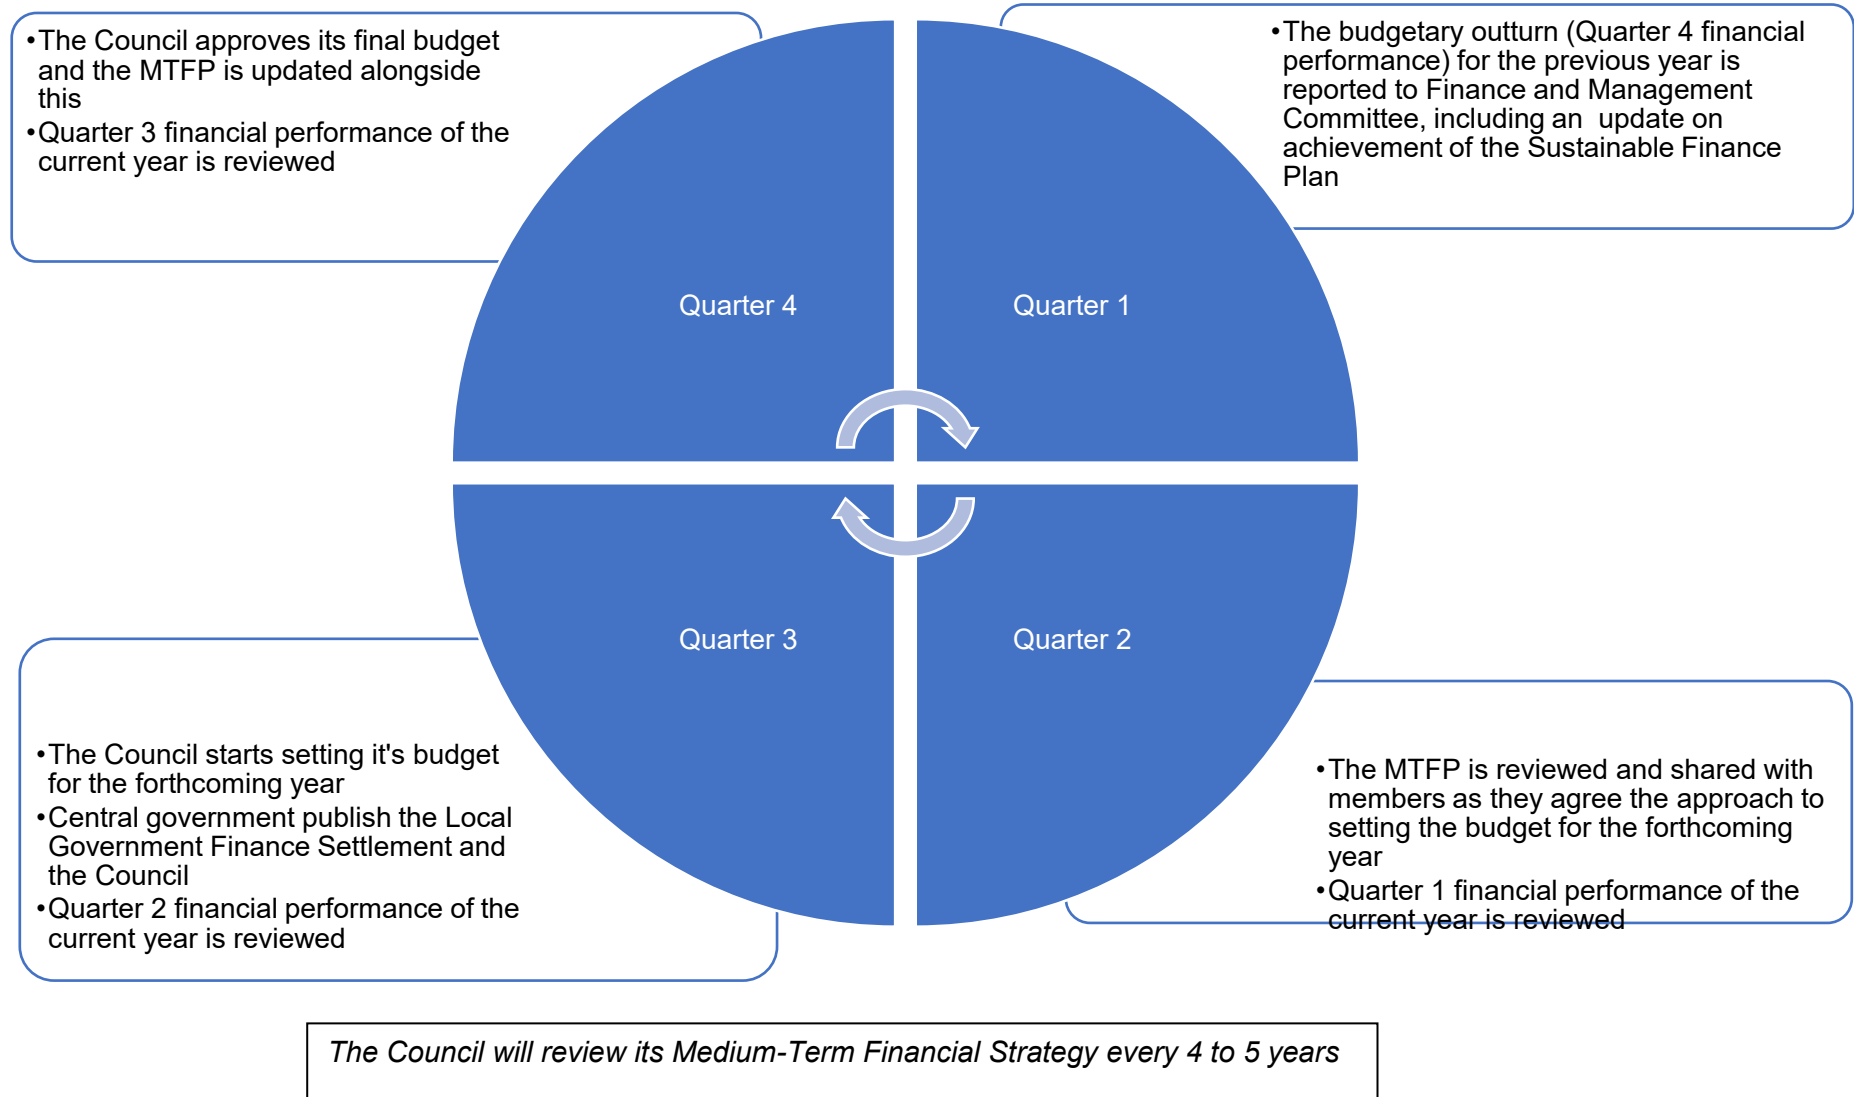 •The Council approves its final budget
and the MTFP is updated alongside
this
•Quarter 3 financial performance of the
current year is reviewed
•The budgetary outturn (Quarter 4 financial
performance) for the previous year is
reported to Finance and Management
Committee, including an  update on
achievement of the Sustainable Finance
Plan
Quarter 4
Quarter 1
Quarter 3
Quarter 2
•The Council starts setting it's budget
for the forthcoming year
•Central government publish the Local
Government Finance Settlement and
the Council
•Quarter 2 financial performance of the
current year is reviewed
•The MTFP is reviewed and shared with
members as they agree the approach to
setting the budget for the forthcoming
year
•Quarter 1 financial performance of the
current year is reviewed
The Council will review its Medium-Term Financial Strategy every 4 to 5 years